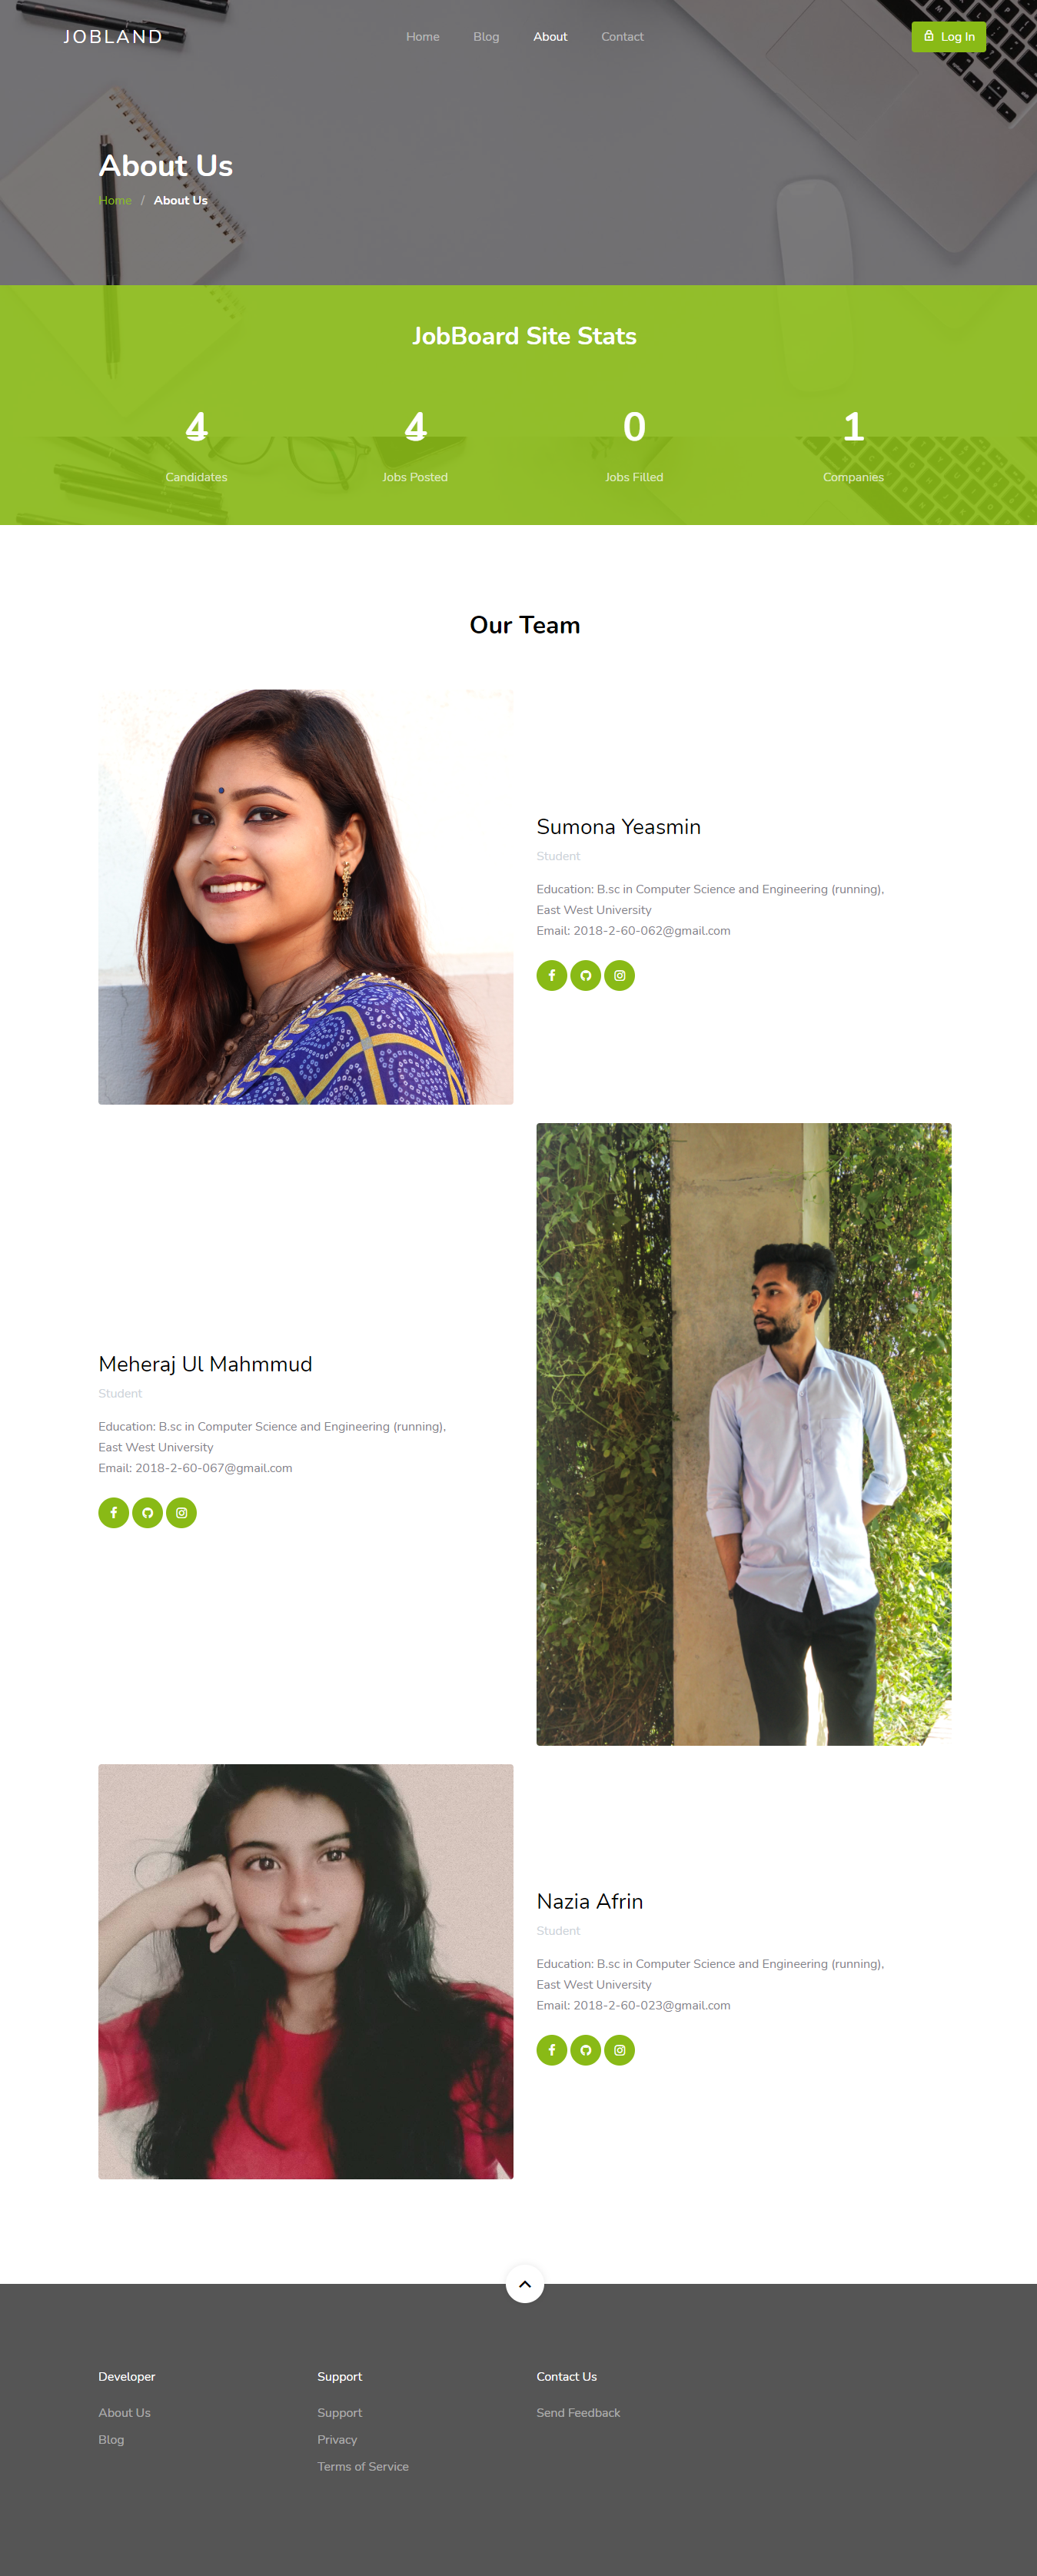 JOBLAND
Home Blog About Contact
Log In
About Us
Home / About Us
JobBoard Site Stats
4 4 0 1
Candidates Jobs Posted Jobs Filled Companies
Our Team
Sumona Yeasmin
Student
Education: B.sc in Computer Science and Engineering (running),
East West University
Email: 2018-2-60-062@gmail.com
Meheraj Ul Mahmmud
Student
Education: B.sc in Computer Science and Engineering (running),
East West University
Email: 2018-2-60-067@gmail.com
Nazia Afrin
Student
Education: B.sc in Computer Science and Engineering (running),
East West University
Email: 2018-2-60-023@gmail.com
Developer
About Us
Blog
Support
Support
Privacy
Terms of Service
Contact Us
Send Feedback